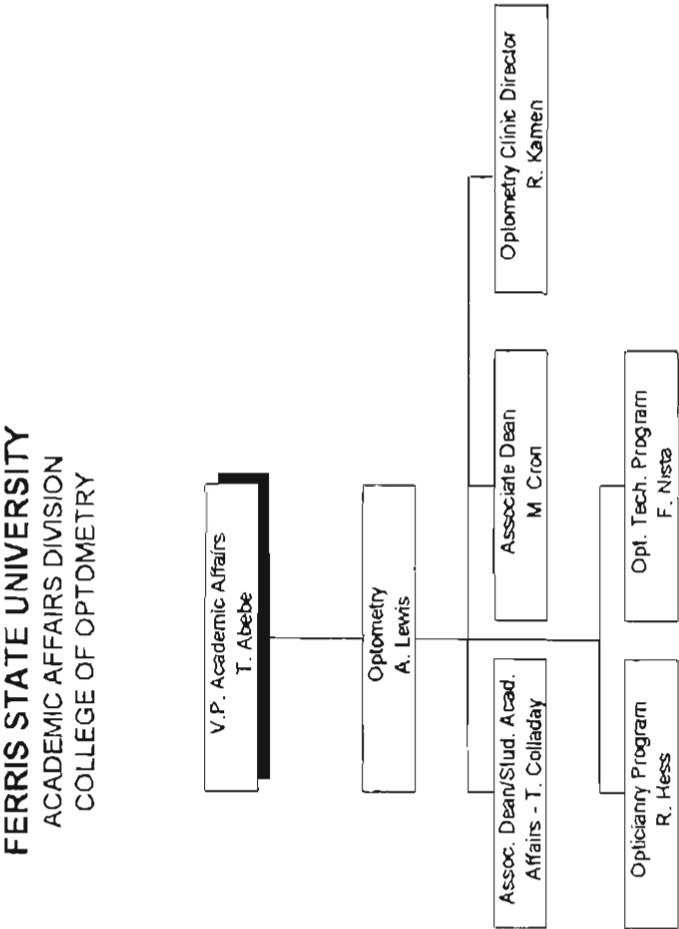 FERRIS STATE UNIVERSITY
ACADEMIC AFFAIRS DIVISION
COLLEGE OF OPTOMETRY
V.P. Academic Affairs
T. Abebe
Optometry
A. Lewis
Assoc. Dean/Stud. Acad.
Affairs - T. Colladay
Associate Dean
M Cron
Optometry Clinic Director
R. Kamen
Opticianry Program
R. Hess
Opt. Tech. Program
F. Nista